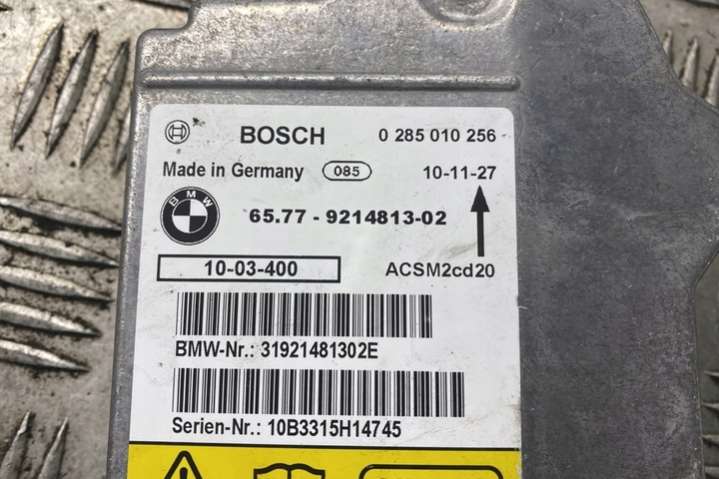 BOSCH 0 285 010 256
Made in Germany 085 10-11-27
BMW
65.77 - 9214813-02
10-03-400 ACSM2cd20
BMW-Nr.: 31921481302E
Serien-Nr.: 10B3315H14745